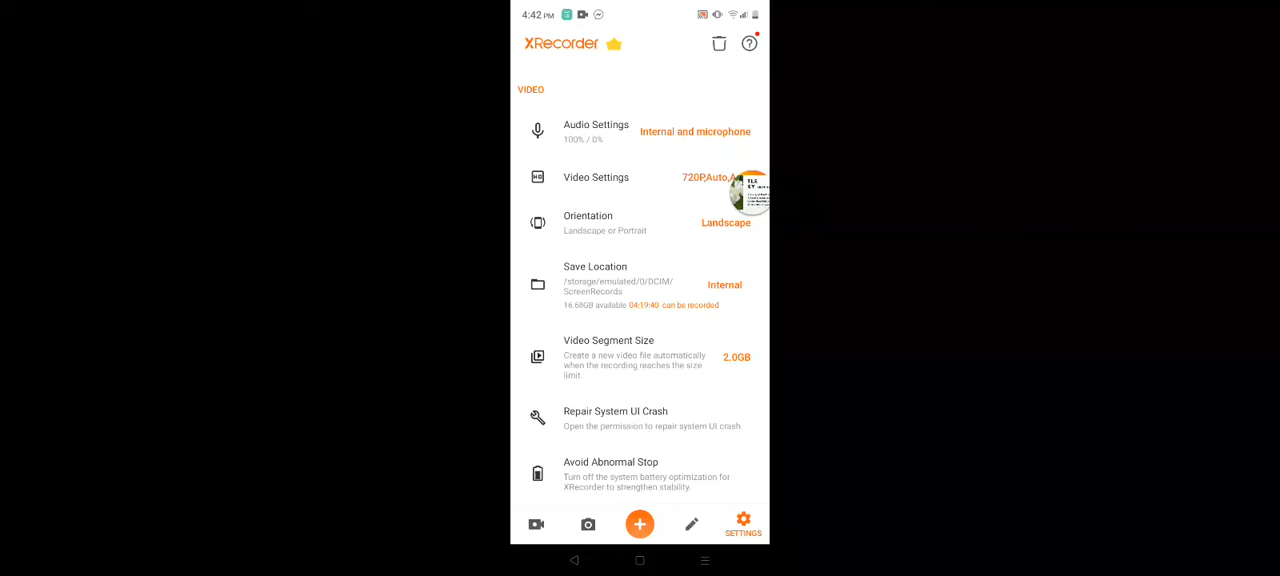 4:42 PM
XRecorder
VIDEO
Audio Settings
Internal and microphone
100% / 0%
Video Settings
720P,Auto,A
Orientation
Landscape or Portrait
Landscape
Save Location
/storage/emulated/0/DCIM/
ScreenRecords
Internal
16.68GB available 04:19:40 can be recorded
Video Segment Size
Create a new video file automatically
when the recording reaches the size
limit.
2.0GB
Repair System UI Crash
Open the permission to repair system UI crash
Avoid Abnormal Stop
Turn off the system battery optimization for
XRecorder to strengthen stability.
SETTINGS